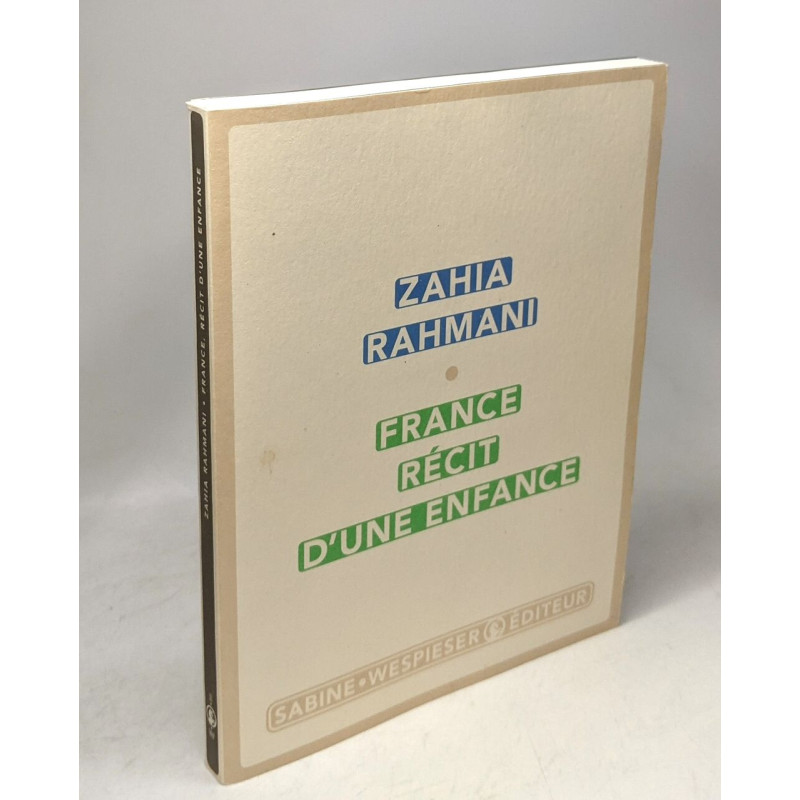 ZAHIA
RAHMANI
FRANCE
RÉCIT
D'UNE ENFANCE
SABINE • WESPIESER ÉDITEUR
ZAHIA RAHMANI • FRANCE, RÉCIT D'UNE ENFANCE